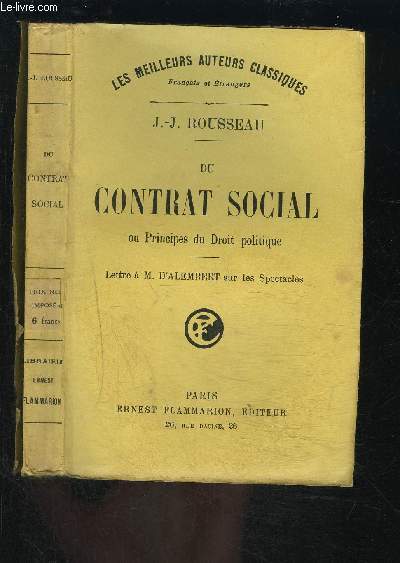 LES MEILLEURS AUTEURS CLASSIQUES
Français et Étrangers
J.-J. ROUSSEAU
DU
CONTRAT SOCIAL
ou Principes du Droit politique
Lettre à M. D'ALEMBERT sur les Spectacles
PARIS
ERNEST FLAMMARION, ÉDITEUR
26, RUE RACINE, 26
J.-J. ROUSSEAU
DU
CONTRAT
SOCIAL
6 francs
LIBRAIRIE
ERNEST
FLAMMARION
© Le-livre.com